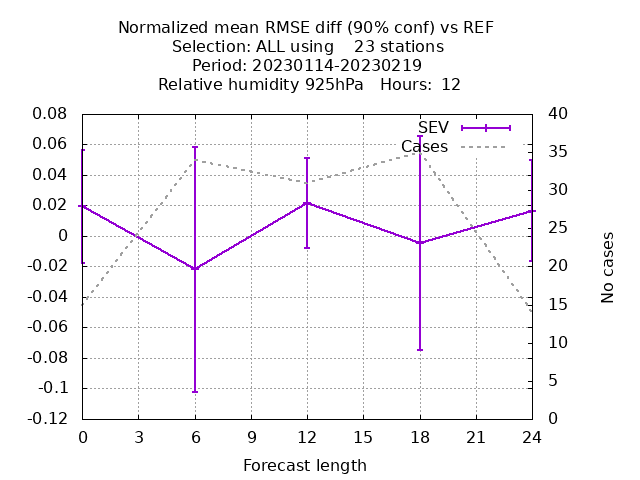 Normalized mean RMSE diff (90% conf) vs REF
Selection: ALL using    23 stations
Period: 20230114-20230219
Relative humidity 925hPa   Hours:  12
SEV
Cases
0.08
0.06
0.04
0.02
0
-0.02
-0.04
-0.06
-0.08
-0.1
-0.12
40
35
30
25
20
15
10
5
0
No cases
0 3 6 9 12 15 18 21 24
Forecast length